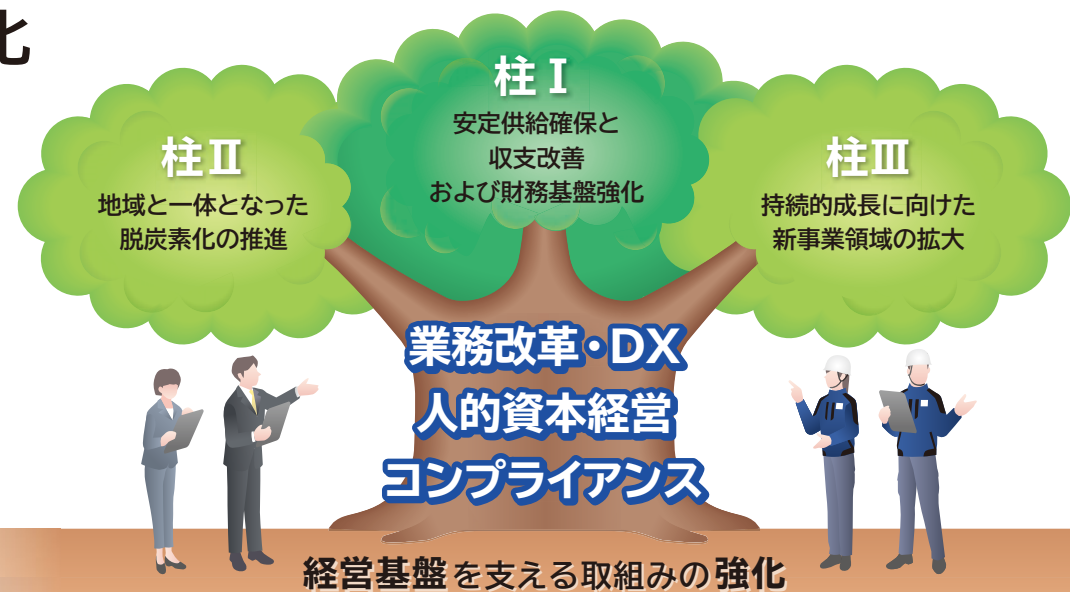 化
柱Ⅰ
安定供給確保と
収支改善
および財務基盤強化
柱Ⅱ
地域と一体となった
脱炭素化の推進
柱Ⅲ
持続的成長に向けた
新事業領域の拡大
業務改革・DX
人的資本経営
コンプライアンス
経営基盤を支える取組みの強化